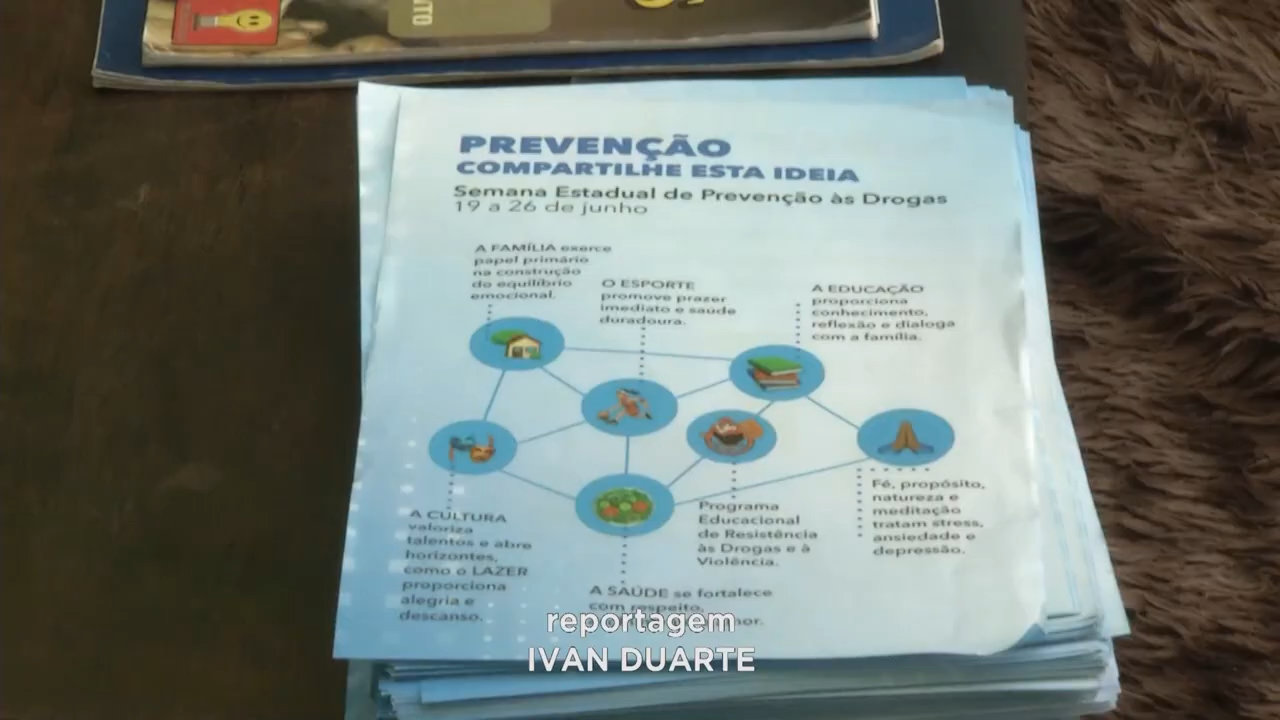 PREVENÇÃO
COMPARTILHE ESTA IDEIA
Semana Estadual de Prevenção às Drogas
19 a 26 de junho
A FAMÍLIA exerce
papel primário
na construção
do equilíbrio
emocional.
O ESPORTE
promove prazer
imediato e saúde
duradoura.
A EDUCAÇÃO
proporciona
conhecimento,
reflexão e dialoga
com a família.
A CULTURA
valoriza
talentos e abre
horizontes,
como o LAZER
proporciona
alegria e
descanso.
A SAÚDE se fortalece
com respeito,
Programa
Educacional
de Resistência
às Drogas e à
Violência.
Fé, propósito,
natureza e
meditação
tratam stress,
ansiedade e
depressão.
reportagem
IVAN DUARTE